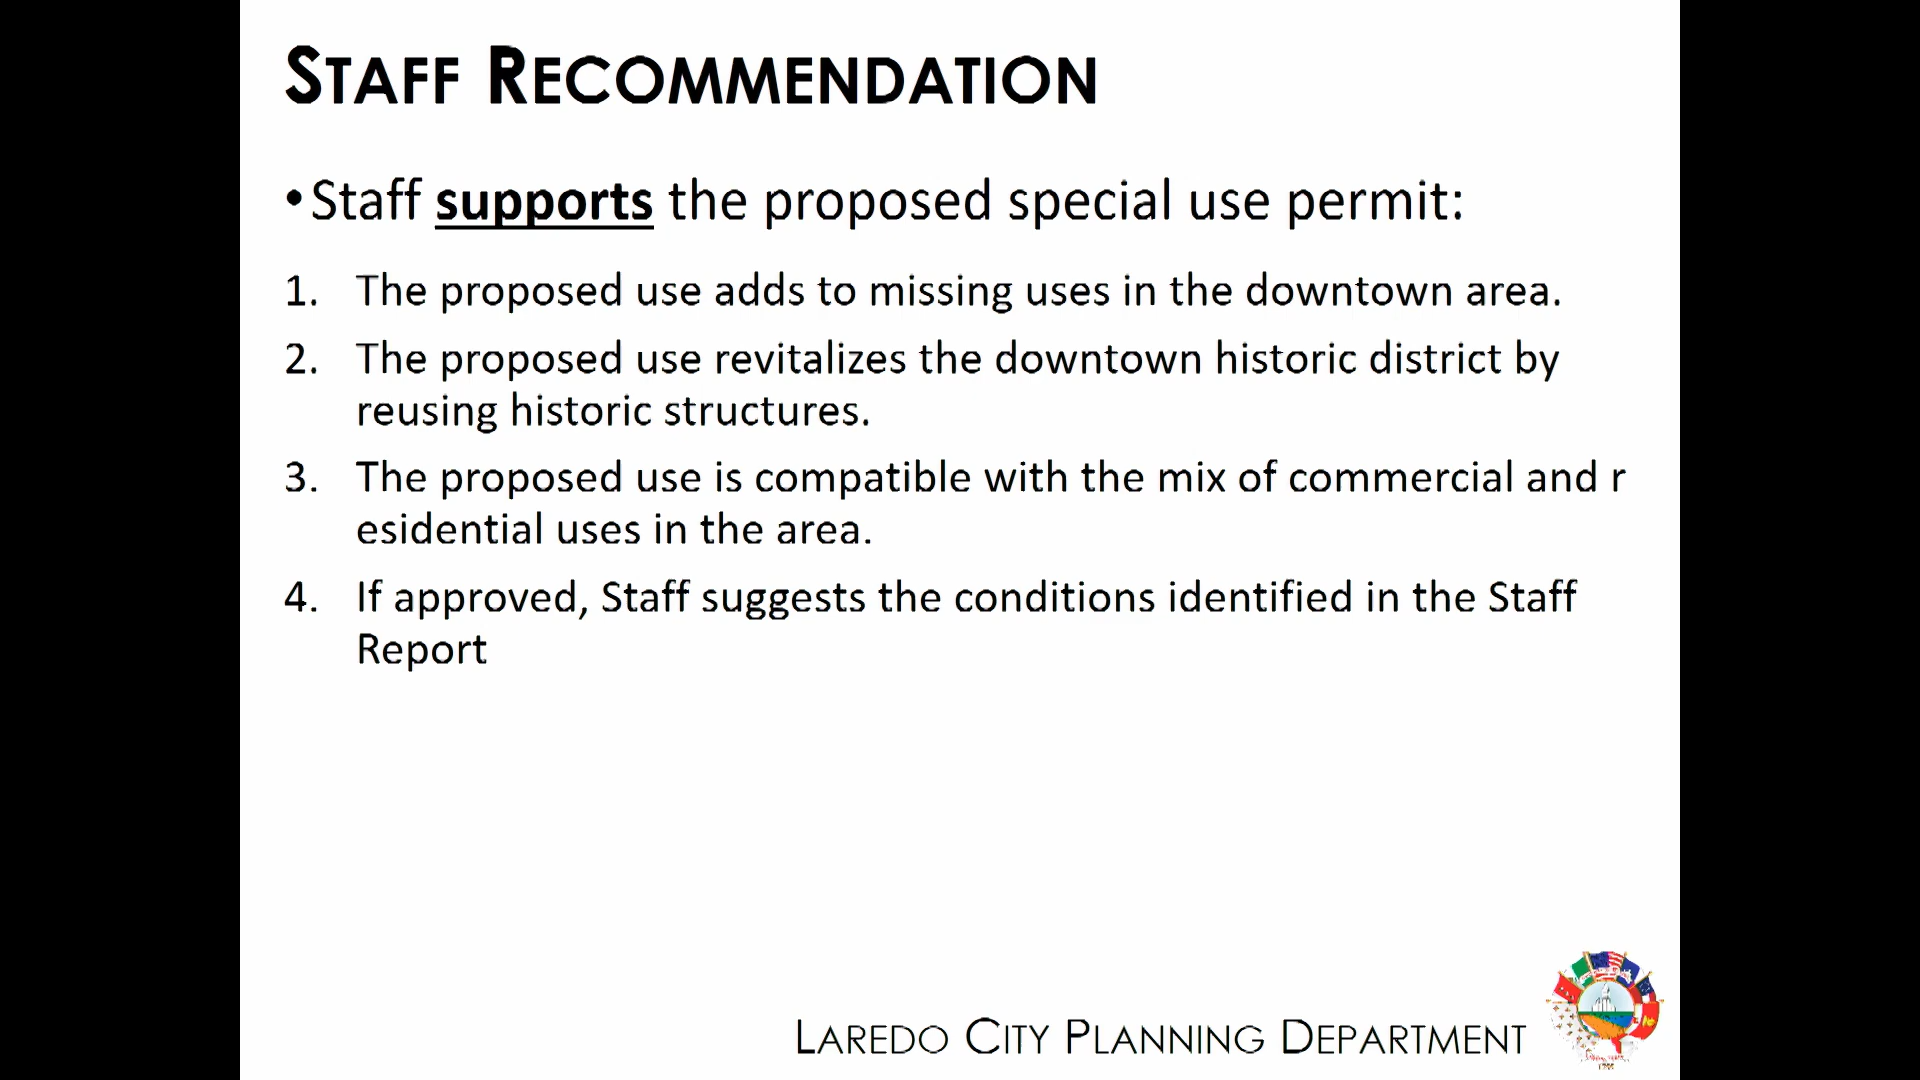 STAFF RECOMMENDATION
•Staff supports the proposed special use permit:
1. The proposed use adds to missing uses in the downtown area.
2. The proposed use revitalizes the downtown historic district by
reusing historic structures.
3. The proposed use is compatible with the mix of commercial and r
esidential uses in the area.
4. If approved, Staff suggests the conditions identified in the Staff
Report
LAREDO CITY PLANNING DEPARTMENT